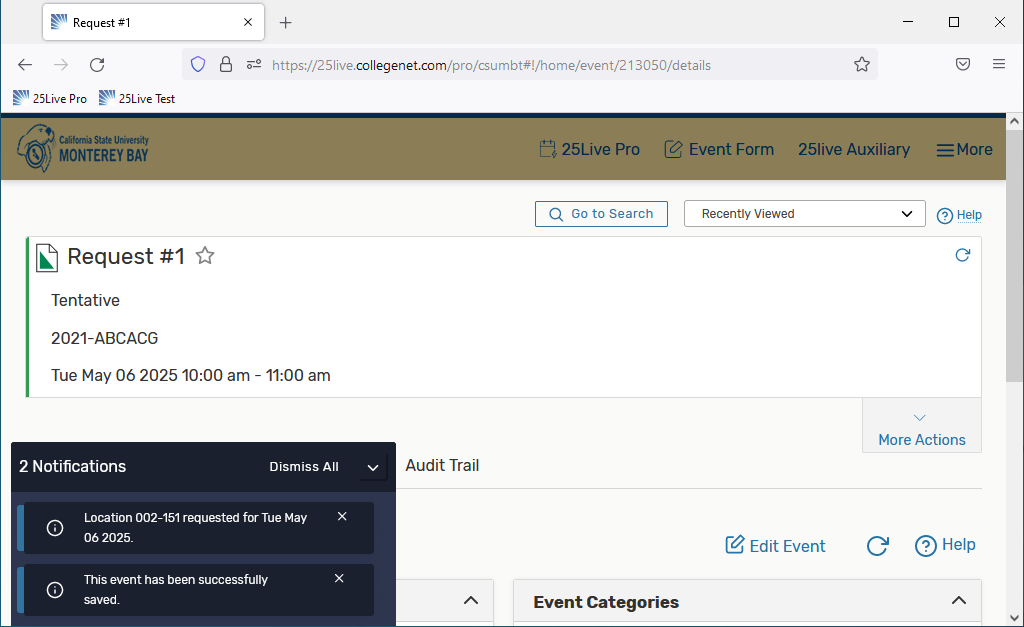 Request #1
https://25live.collegenet.com/pro/csumbt#!/home/event/213050/details
25Live Pro 25Live Test
California State University
MONTEREY BAY
25Live Pro Event Form 25live Auxiliary More
Go to Search Recently Viewed Help
Request #1
Tentative
2021-ABCACG
Tue May 06 2025 10:00 am - 11:00 am
More Actions
2 Notifications Dismiss All
Audit Trail
Location 002-151 requested for Tue May
06 2025.
Edit Event Help
This event has been successfully
saved.
Event Categories